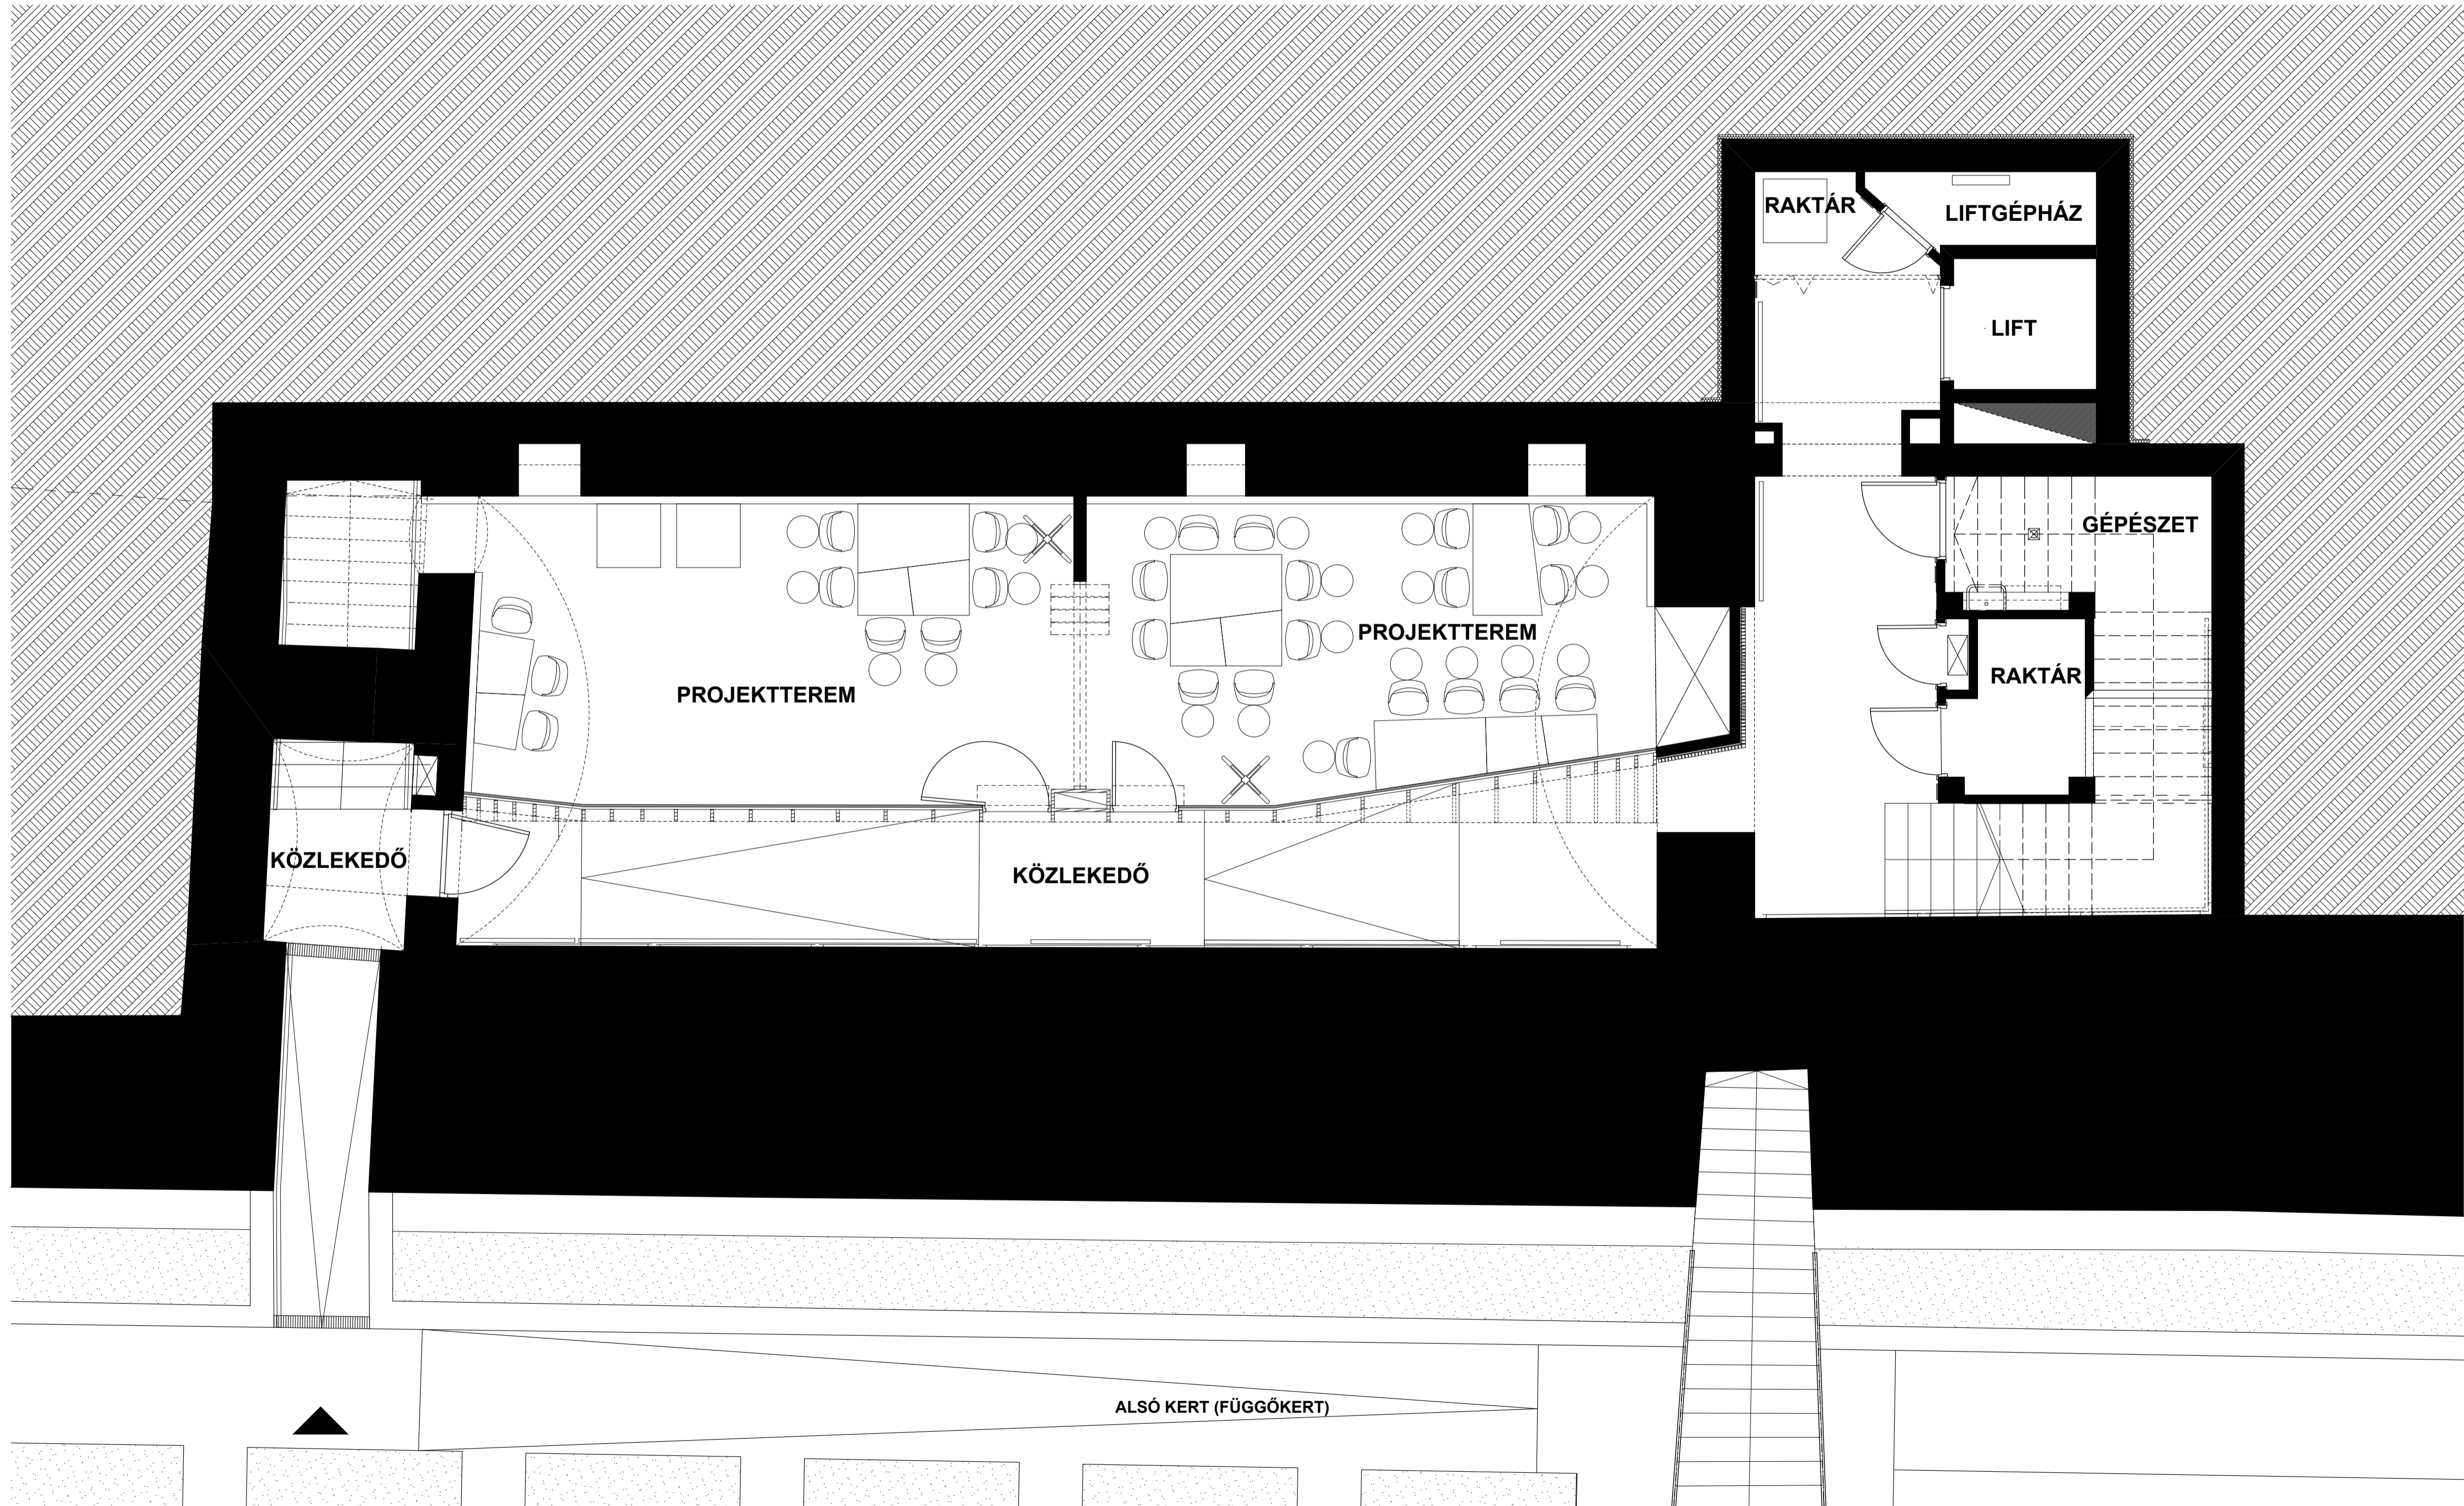 RAKTÁR
LIFTGÉPHÁZ
LIFT
GÉPÉSZET
PROJEKTTEREM
RAKTÁR
PROJEKTTEREM
KÖZLEKEDŐ
KÖZLEKEDŐ
ALSÓ KERT (FÜGGŐKERT)